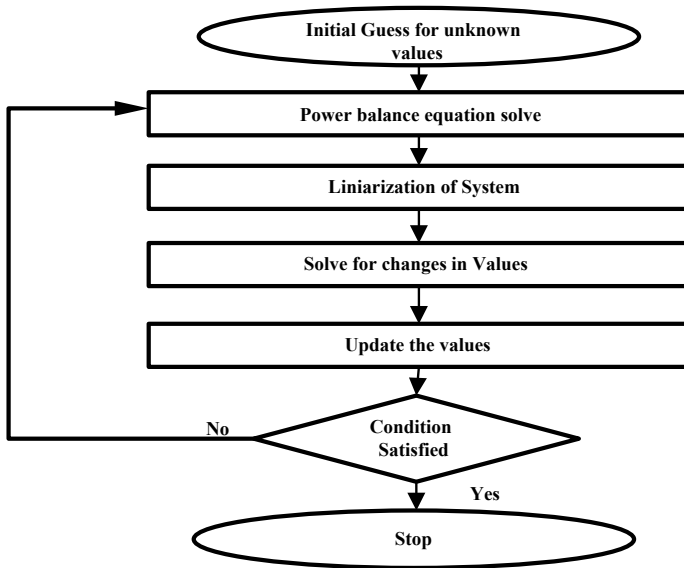 Initial Guess for unknown
values
Power balance equation solve
Liniarization of System
Solve for changes in Values
Update the values
Condition
Satisfied
No
Yes
Stop